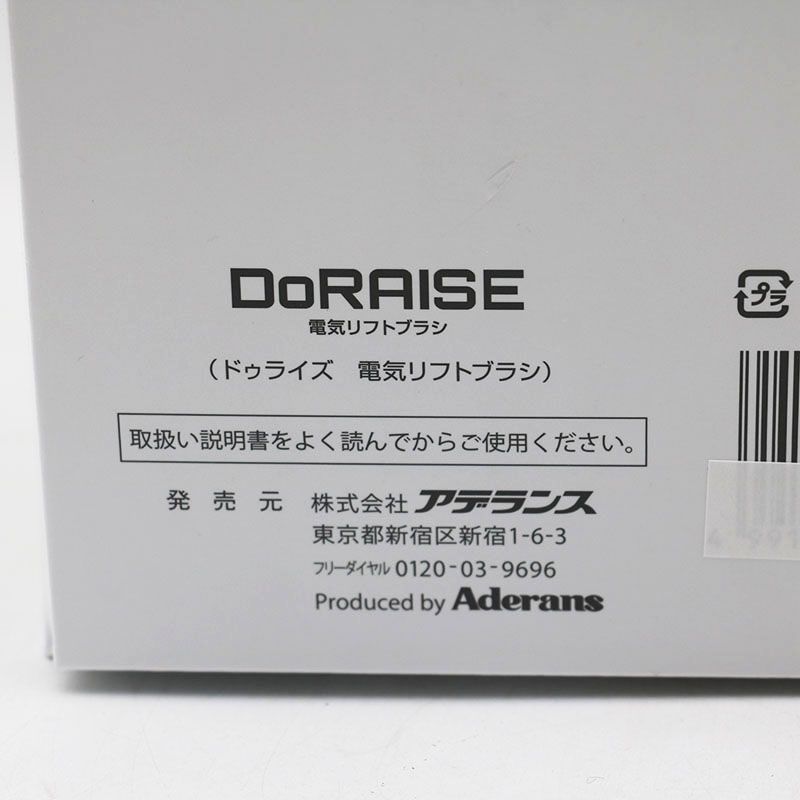 DoRAISE
電気リフトブラシ
（ドゥライズ　電気リフトブラシ）
プラ
取扱い説明書をよく読んでからご使用ください。
発 売 元　株式会社 アデランス
東京都新宿区新宿1-6-3
フリーダイヤル 0120-03-9696
Produced by Aderans
4 991